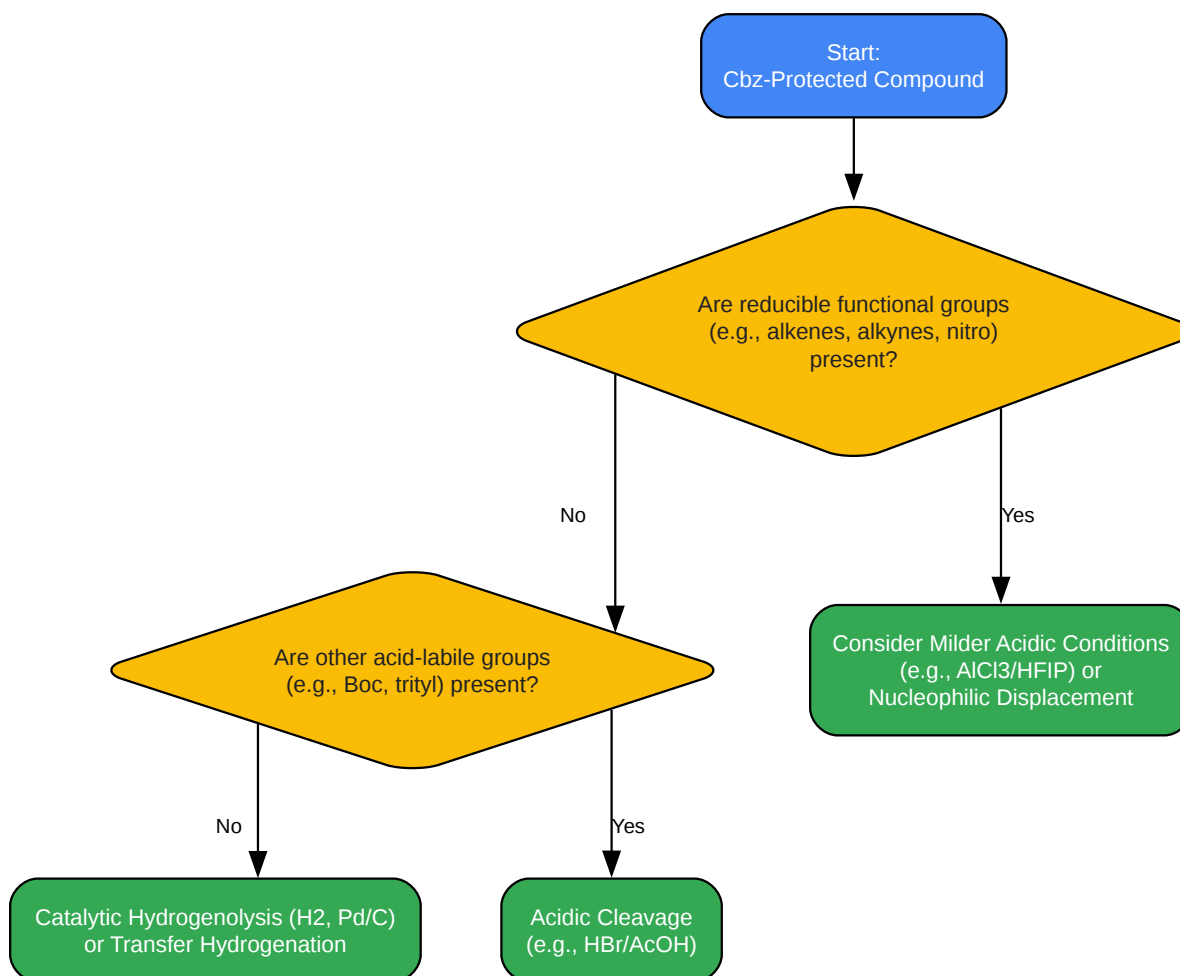 Start:
Cbz-Protected Compound
Are reducible functional groups
(e.g., alkenes, alkynes, nitro)
present?
No
Yes
Are other acid-labile groups
(e.g., Boc, trityl) present?
Consider Milder Acidic Conditions
(e.g., AlCl3/HFIP) or
Nucleophilic Displacement
No
Yes
Catalytic Hydrogenolysis (H2, Pd/C)
or Transfer Hydrogenation
Acidic Cleavage
(e.g., HBr/AcOH)